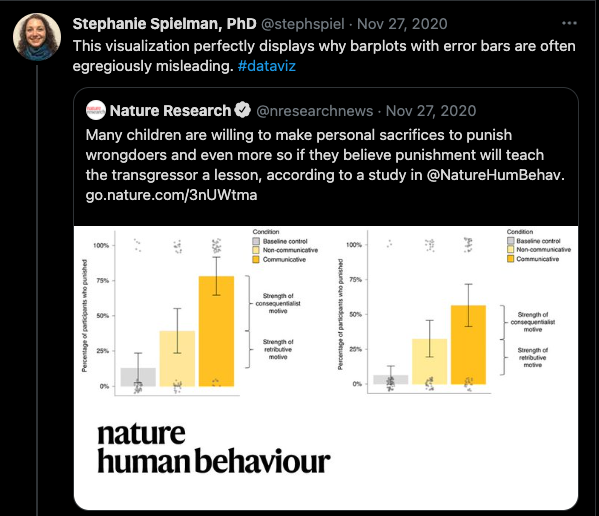 Stephanie Spielman, PhD @stephspiel · Nov 27, 2020
This visualization perfectly displays why barplots with error bars are often
egregiously misleading. #dataviz
Nature Research @nresearchnews · Nov 27, 2020
Many children are willing to make personal sacrifices to punish
wrongdoers and even more so if they believe punishment will teach
the transgressor a lesson, according to a study in @NatureHumBehav.
go.nature.com/3nUWtma
Condition
Baseline control
Non-communicative
Communicative
100%
75%
50%
25%
0%
Percentage of participants who punished
Strength of
consequentialist
motive
Strength of
retributive
motive
Condition
Baseline control
Non-communicative
Communicative
100%
75%
50%
25%
0%
Percentage of participants who punished
Strength of
consequentialist
motive
Strength of
retributive
motive
nature
human behaviour